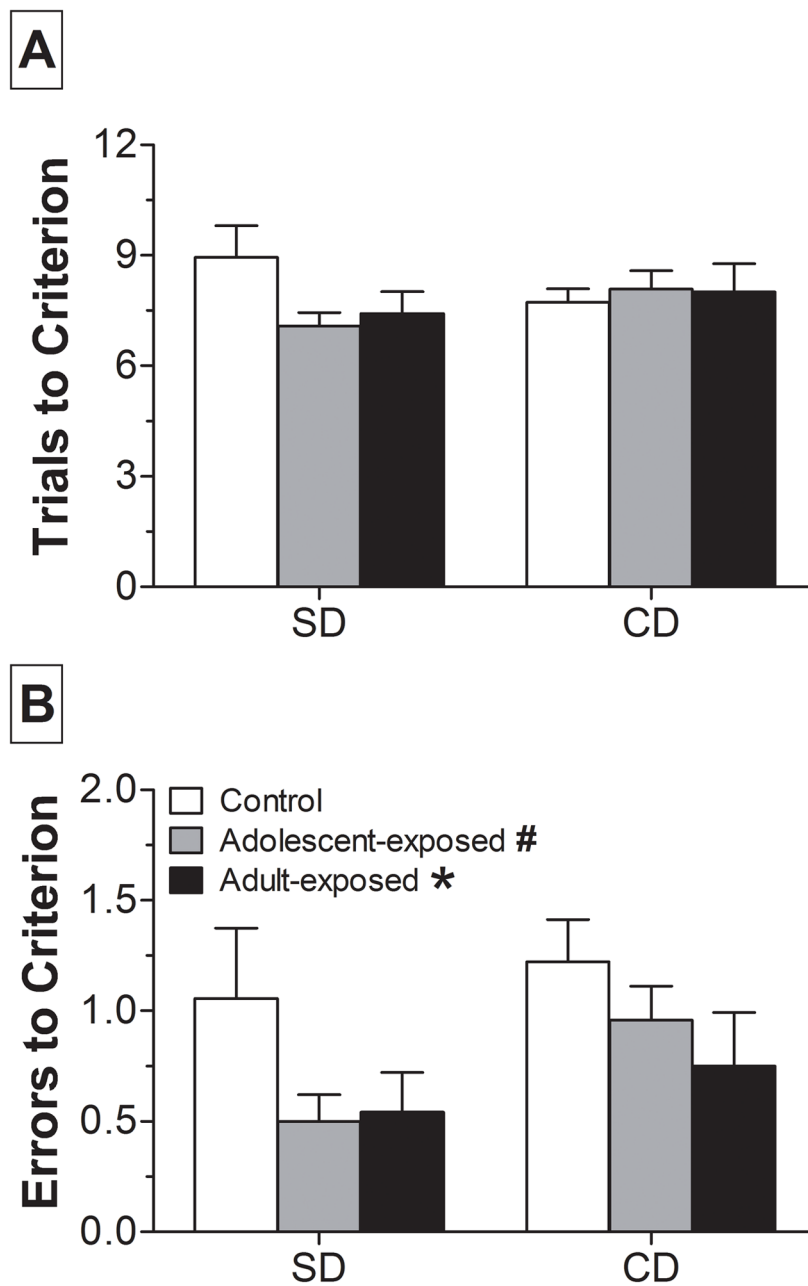 A
Trials to Criterion
12
9
6
3
0
SD CD
B
Errors to Criterion
2.0
1.5
1.0
0.5
0.0
Control
Adolescent-exposed #
Adult-exposed *
SD CD